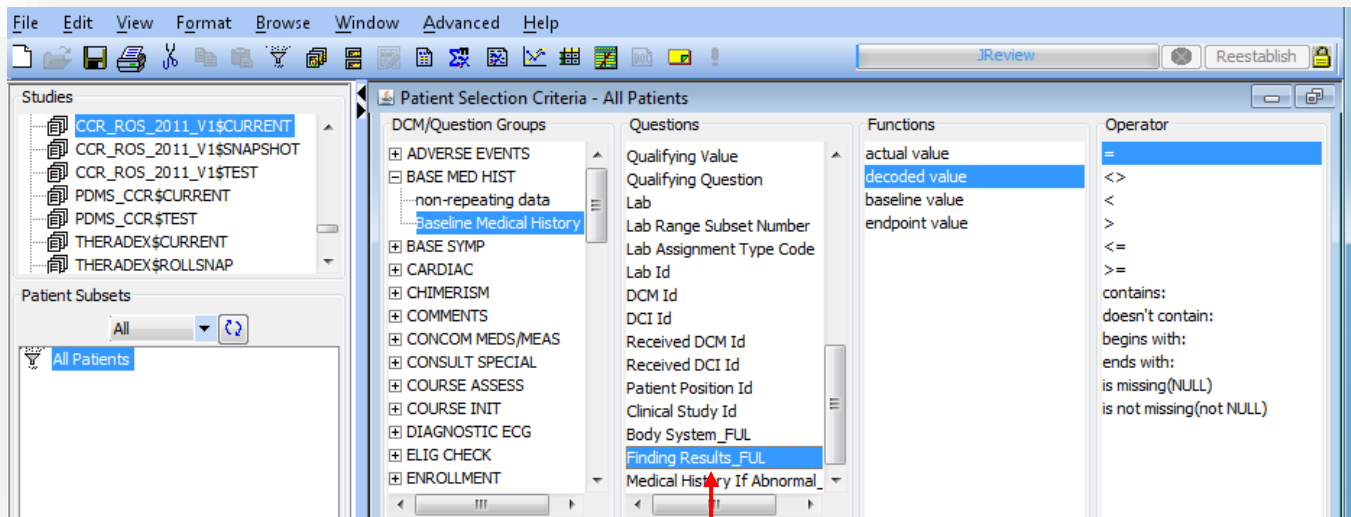 File Edit View Format Browse Window Advanced Help
JReview Reestablish
Studies
CCR_ROS_2011_V1$CURRENT
CCR_ROS_2011_V1$SNAPSHOT
CCR_ROS_2011_V1$TEST
PDMS_CCR$CURRENT
PDMS_CCR$TEST
THERADEX$CURRENT
THERADEX$ROLLSNAP
Patient Subsets
All
All Patients
Patient Selection Criteria - All Patients
DCM/Question Groups
ADVERSE EVENTS
BASE MED HIST
non-repeating data
Baseline Medical History
BASE SYMP
CARDIAC
CHIMERISM
COMMENTS
CONCOM MEDS/MEAS
CONSULT SPECIAL
COURSE ASSESS
COURSE INIT
DIAGNOSTIC ECG
ELIG CHECK
ENROLLMENT
Questions
Qualifying Value
Qualifying Question
Lab
Lab Range Subset Number
Lab Assignment Type Code
Lab Id
DCM Id
DCI Id
Received DCM Id
Received DCI Id
Patient Position Id
Clinical Study Id
Body System_FUL
Finding Results_FUL
Medical History If Abnormal_
Functions
actual value
decoded value
baseline value
endpoint value
Operator
=
<>
<
>
<=
>=
contains:
doesn't contain:
begins with:
ends with:
is missing(NULL)
is not missing(not NULL)